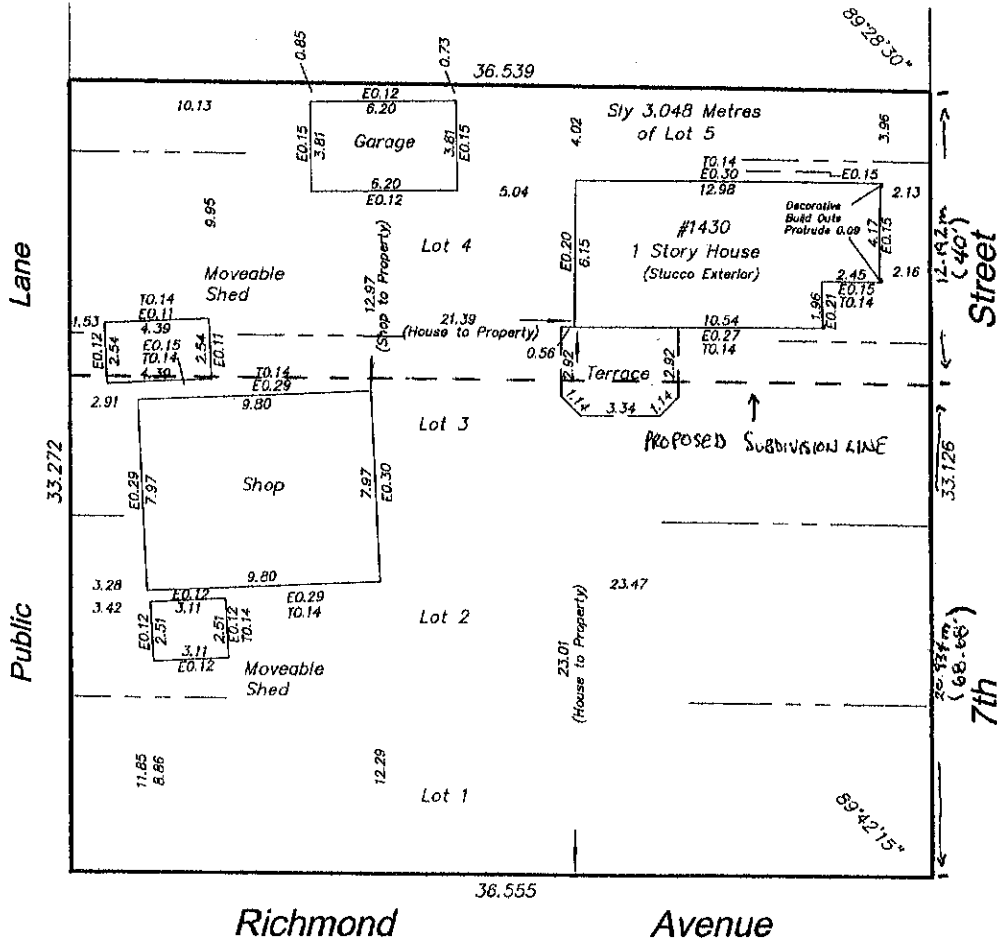 89°28'30"
0.85
0.73
36.539
E0.12
6.20
10.13
Sly 3.048 Metres
of Lot 5
4.02
3.96
E0.15
3.81
Garage
3.81
E0.15
6.20
E0.12
5.04
T0.14
E0.30
E0.15
12.98
2.13
Decorative
Build Outs
Protrude 0.09
4.17
E0.15
9.95
Lot 4
(Shop to Property)
12.97
E0.20
6.15
#1430
1 Story House
(Stucco Exterior)
2.45
E0.15
T0.14
2.16
12.192m
(40')
Street
Lane
Moveable
Shed
T0.14
E0.11
4.39
1.53
E0.12
2.54
E0.15
T0.14
4.39
2.54
E0.11
21.39
(House to Property)
1.96
E0.21
10.54
E0.27
T0.14
0.56
2.92
Terrace
2.92
1.14
3.34
1.14
T0.14
E0.29
9.80
2.91
Lot 3
PROPOSED SUBDIVISION LINE
33.272
33.126
E0.29
7.97
Shop
7.97
E0.30
9.80
3.28
E0.29
T0.14
3.42
E0.12
3.11
E0.12
2.51
2.51
E0.12
T0.14
3.11
E0.12
Moveable
Shed
Lot 2
23.47
23.01
(House to Property)
Public
20.934m
(68.68'
7th
11.85
8.86
12.29
Lot 1
89°42'15"
36.555
Richmond Avenue